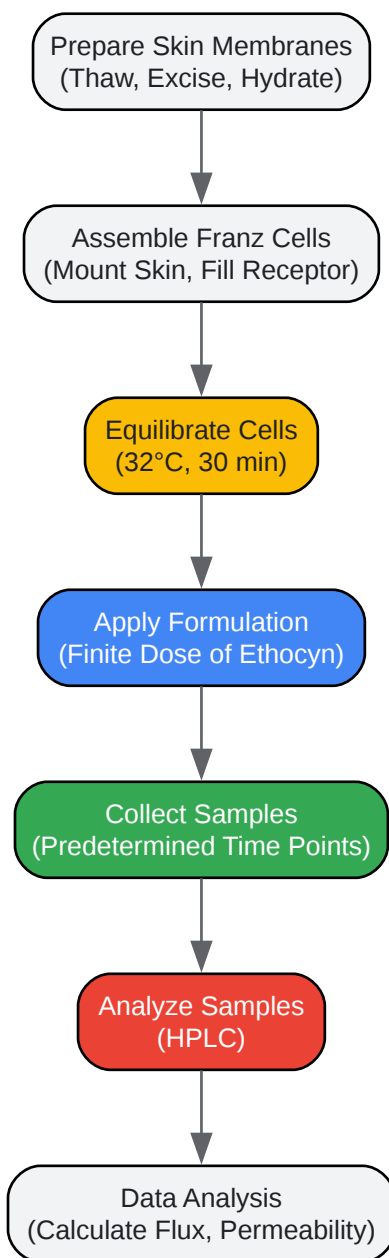 Prepare Skin Membranes
(Thaw, Excise, Hydrate)
Assemble Franz Cells
(Mount Skin, Fill Receptor)
Equilibrate Cells
(32°C, 30 min)
Apply Formulation
(Finite Dose of Ethocyn)
Collect Samples
(Predetermined Time Points)
Analyze Samples
(HPLC)
Data Analysis
(Calculate Flux, Permeability)